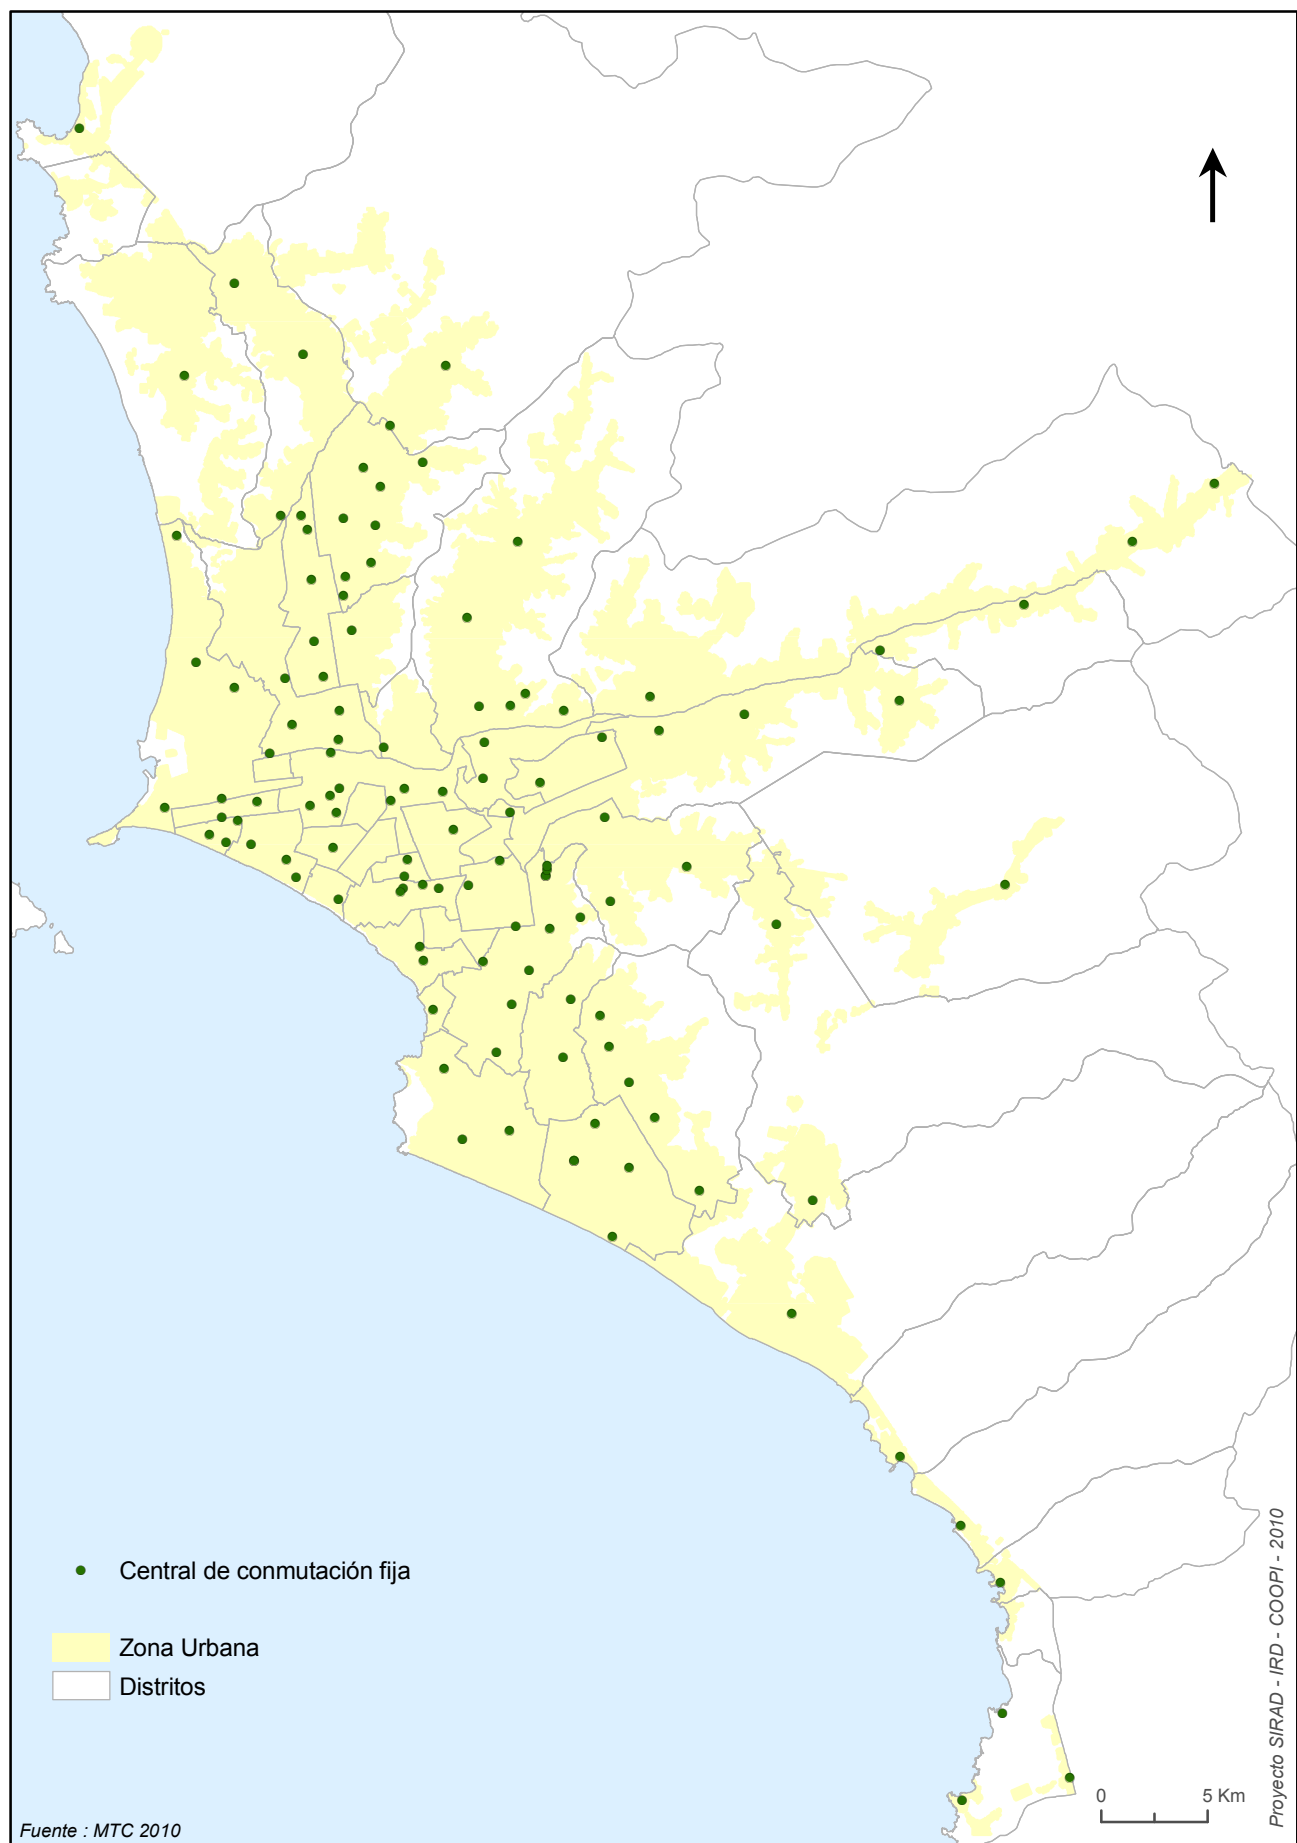 Central de conmutación fija
Zona Urbana
Distritos
0 5 Km
Fuente : MTC 2010
Proyecto SIRAD - IRD - COOPI - 2010